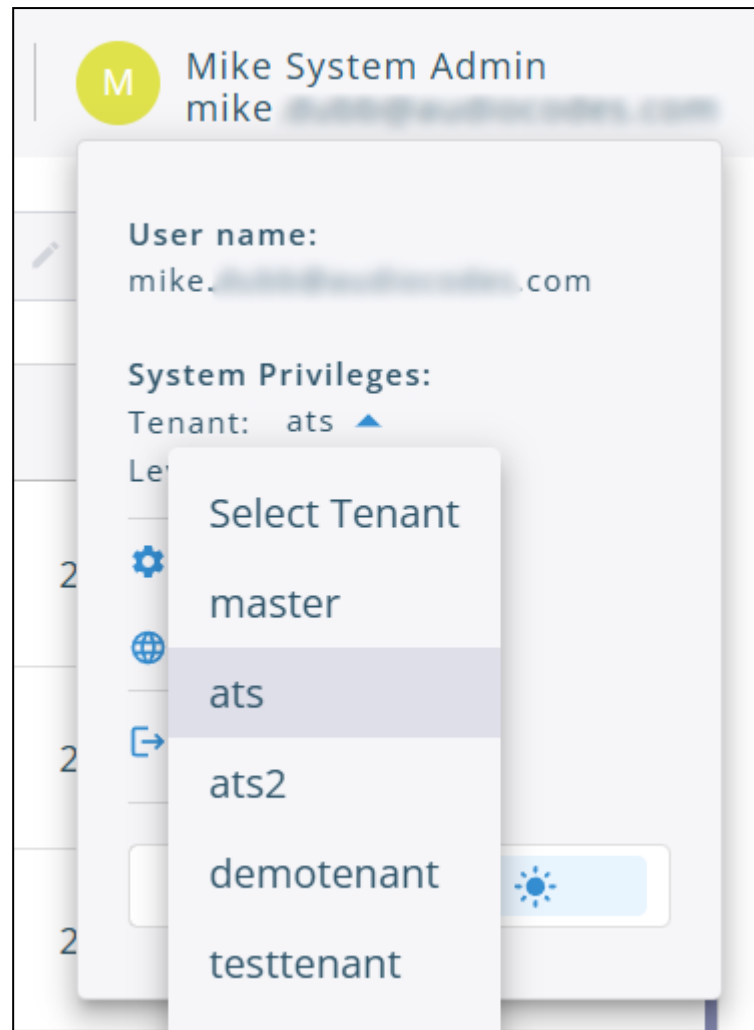 M
Mike System Admin
mike
User name:
mike. .com
System Privileges:
Tenant: ats
Le
Select Tenant
master
ats
ats2
demotenant
testtenant
2
2
2